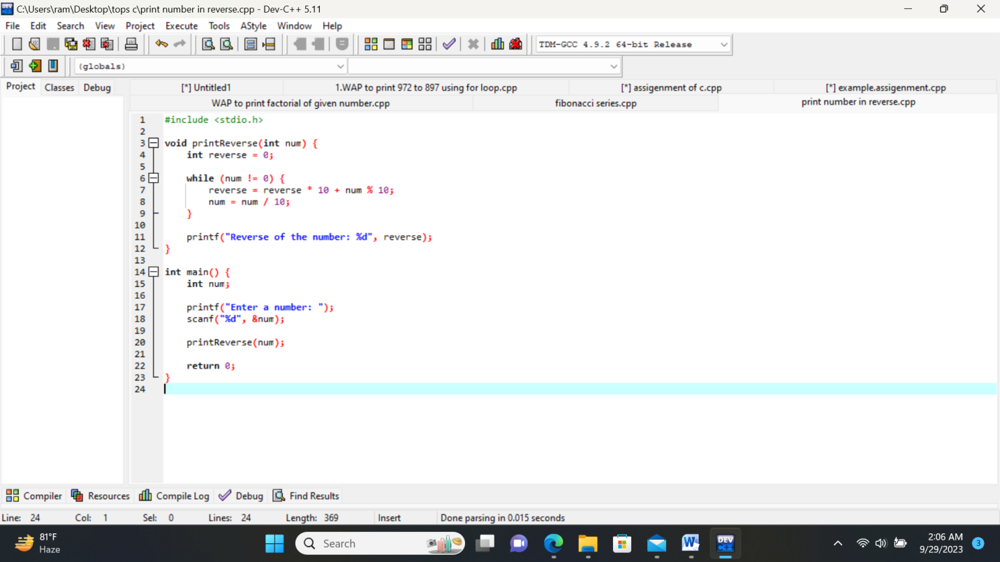 C:\Users\ram\Desktop\tops c\print number in reverse.cpp - Dev-C++ 5.11
File Edit Search View Project Execute Tools AStyle Window Help
TDM-GCC 4.9.2 64-bit Release
(globals)
Project Classes Debug
[*] Untitled1 1.WAP to print 972 to 897 using for loop.cpp [*] assigenment of c.cpp [*] example.assigenment.cpp
WAP to print factorial of given number.cpp fibonacci series.cpp print number in reverse.cpp
1 #include <stdio.h>
2
3 void printReverse(int num) {
4     int reverse = 0;
5
6     while (num != 0) {
7         reverse = reverse * 10 + num % 10;
8         num = num / 10;
9     }
10
11     printf("Reverse of the number: %d", reverse);
12 }
13
14 int main() {
15     int num;
16
17     printf("Enter a number: ");
18     scanf("%d", &num);
19
20     printReverse(num);
21
22     return 0;
23 }
24
Compiler Resources Compile Log Debug Find Results
Line: 24 Col: 1 Sel: 0 Lines: 24 Length: 369 Insert Done parsing in 0.015 seconds
81°F
Haze
Search
DEV
2:06 AM
9/29/2023
3